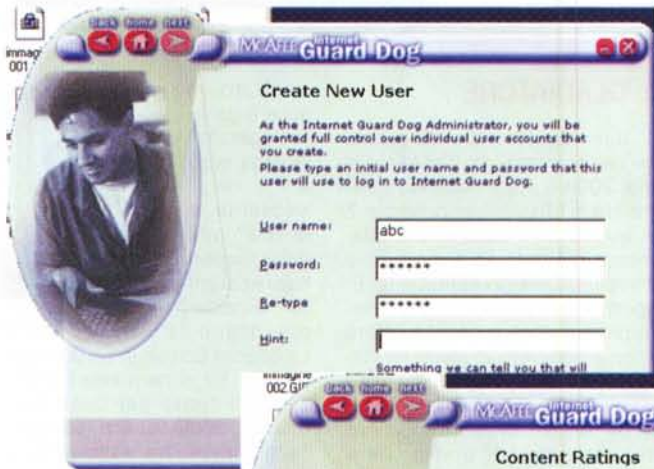 immag
001
back home next
McAFEE internet
Guard Dog
Create New User
As the Internet Guard Dog Administrator, you will be
granted full control over individual user accounts that
you create.
Please type an initial user name and password that this
user will use to log in to Internet Guard Dog.
User name:
abc
Password:
******
Re-type
******
Hint:
Something we can tell you that will
immagine
002.GIF
back home next
McAFEE internet
Guard Dog
Content Ratings